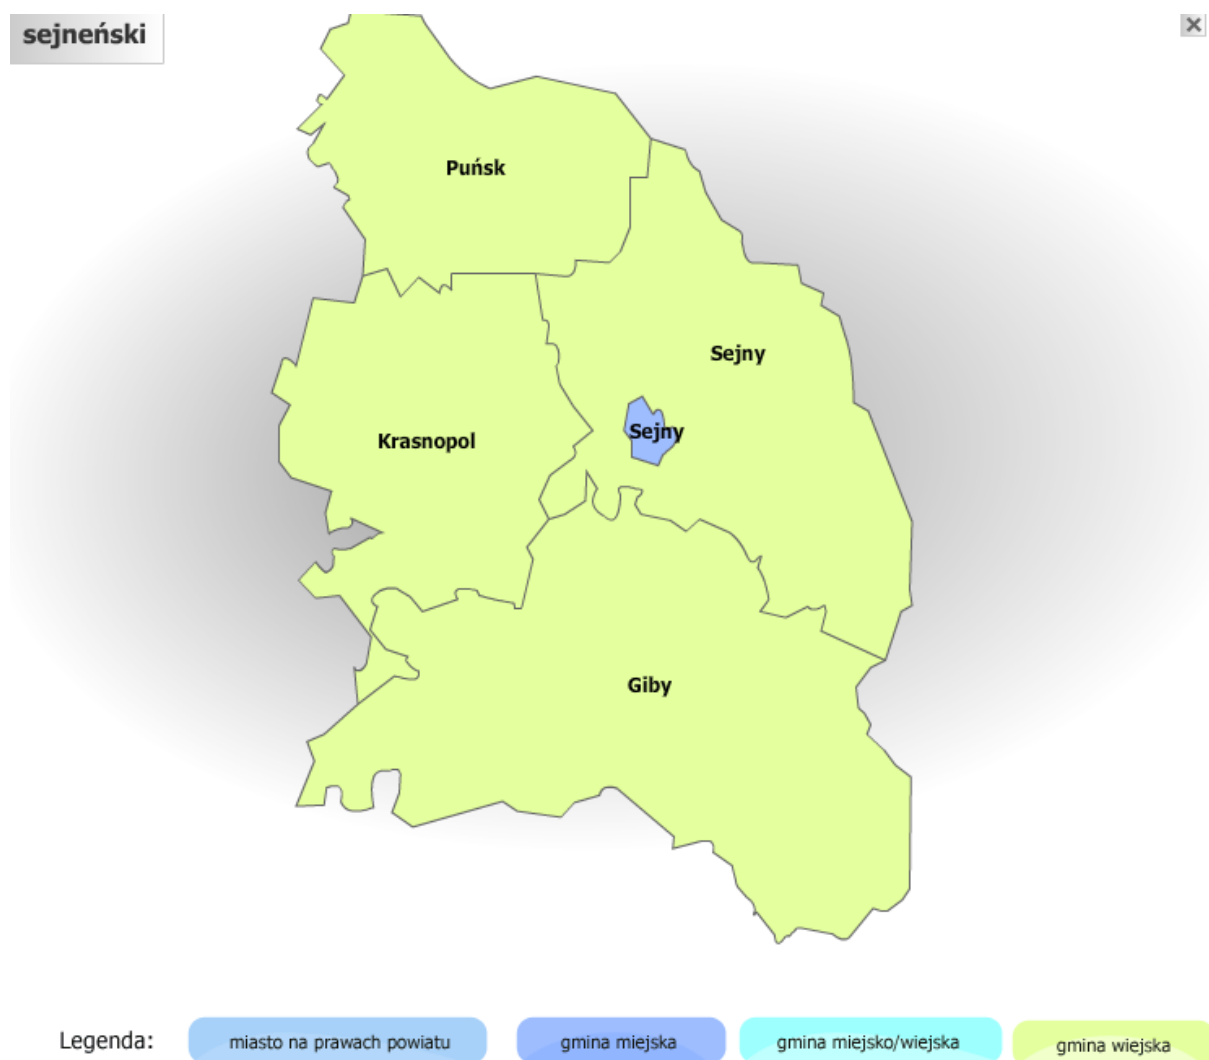 sejneński
Puńsk
Sejny
Sejny
Krasnopol
Giby
Legenda:
miasto na prawach powiatu
gmina miejska
gmina miejsko/wiejska
gmina wiejska